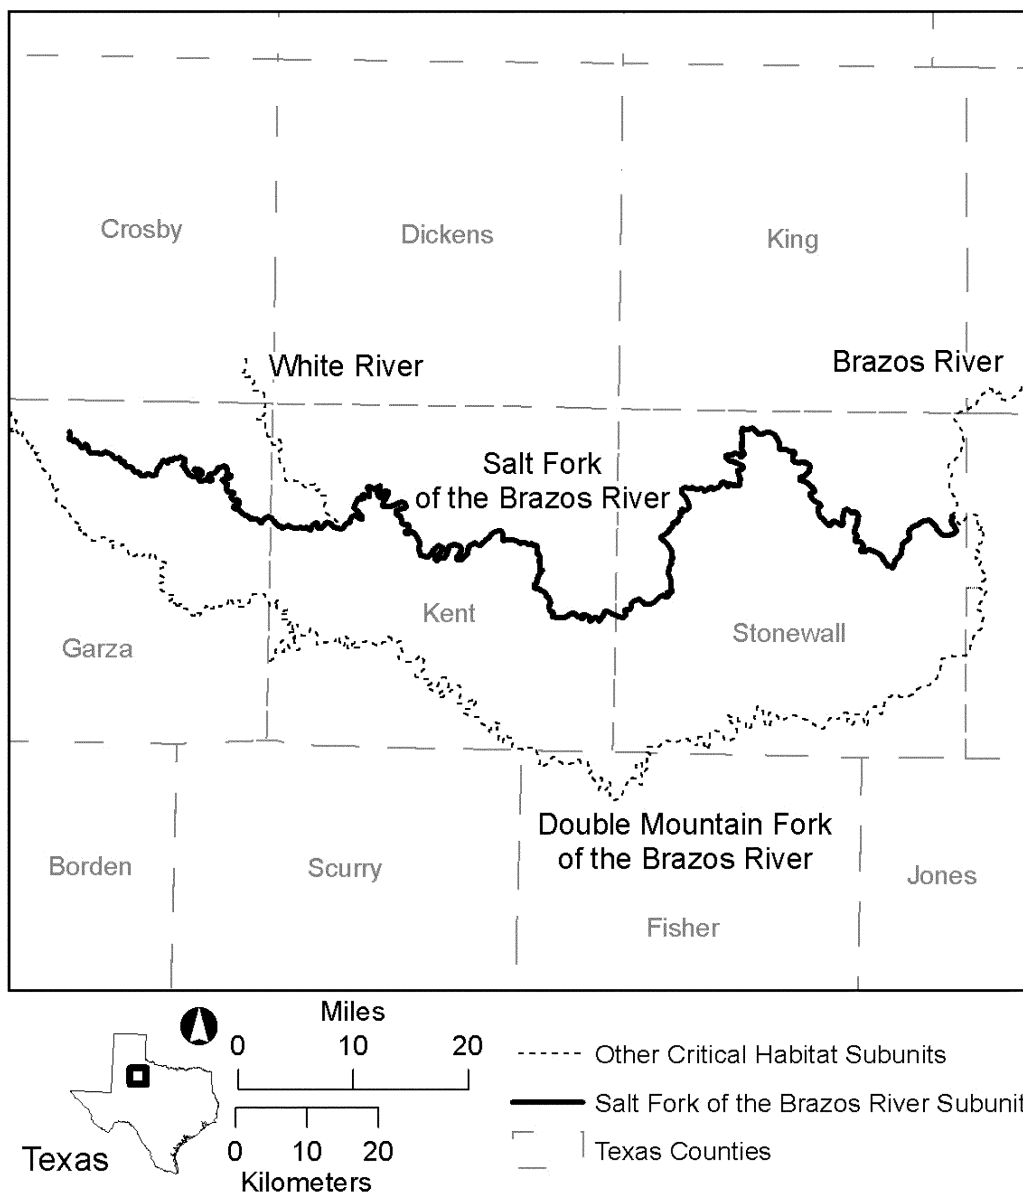 Crosby
Dickens
King
White River
Brazos River
Salt Fork
of the Brazos River
Kent
Stonewall
Garza
Double Mountain Fork
of the Brazos River
Borden
Scurry
Jones
Fisher
Miles
0 10 20
0 10 20
Kilometers
Texas
Other Critical Habitat Subunits
Salt Fork of the Brazos River Subunit
Texas Counties